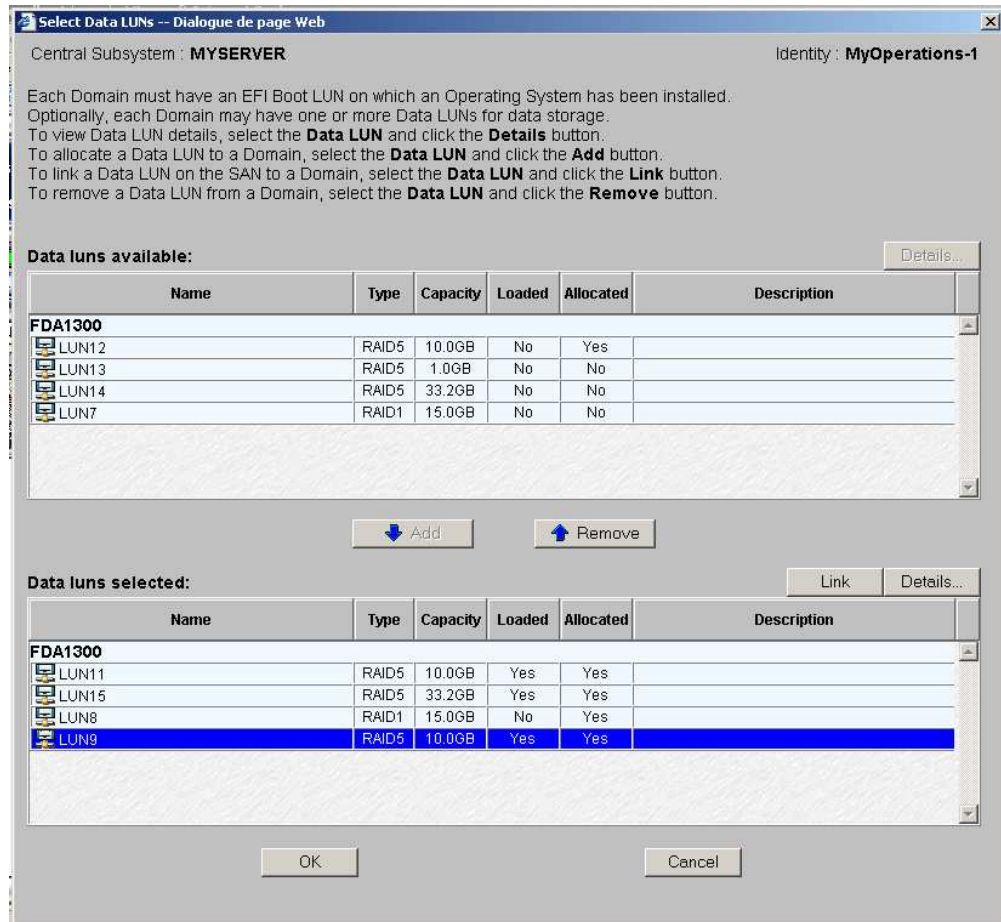 Select Data LUNs -- Dialogue de page Web
Central Subsystem : MYSERVER Identity : MyOperations-1
Each Domain must have an EFI Boot LUN on which an Operating System has been installed.
Optionally, each Domain may have one or more Data LUNs for data storage.
To view Data LUN details, select the Data LUN and click the Details button.
To allocate a Data LUN to a Domain, select the Data LUN and click the Add button.
To link a Data LUN on the SAN to a Domain, select the Data LUN and click the Link button.
To remove a Data LUN from a Domain, select the Data LUN and click the Remove button.
Data luns available: Details...
Name Type Capacity Loaded Allocated Description
FDA1300
LUN12 RAID5 10.0GB No Yes
LUN13 RAID5 1.0GB No No
LUN14 RAID5 33.2GB No No
LUN7 RAID1 15.0GB No No
Add Remove
Data luns selected: Link Details...
Name Type Capacity Loaded Allocated Description
FDA1300
LUN11 RAID5 10.0GB Yes Yes
LUN15 RAID5 33.2GB Yes Yes
LUN8 RAID1 15.0GB No Yes
LUN9 RAID5 10.0GB Yes Yes
OK Cancel